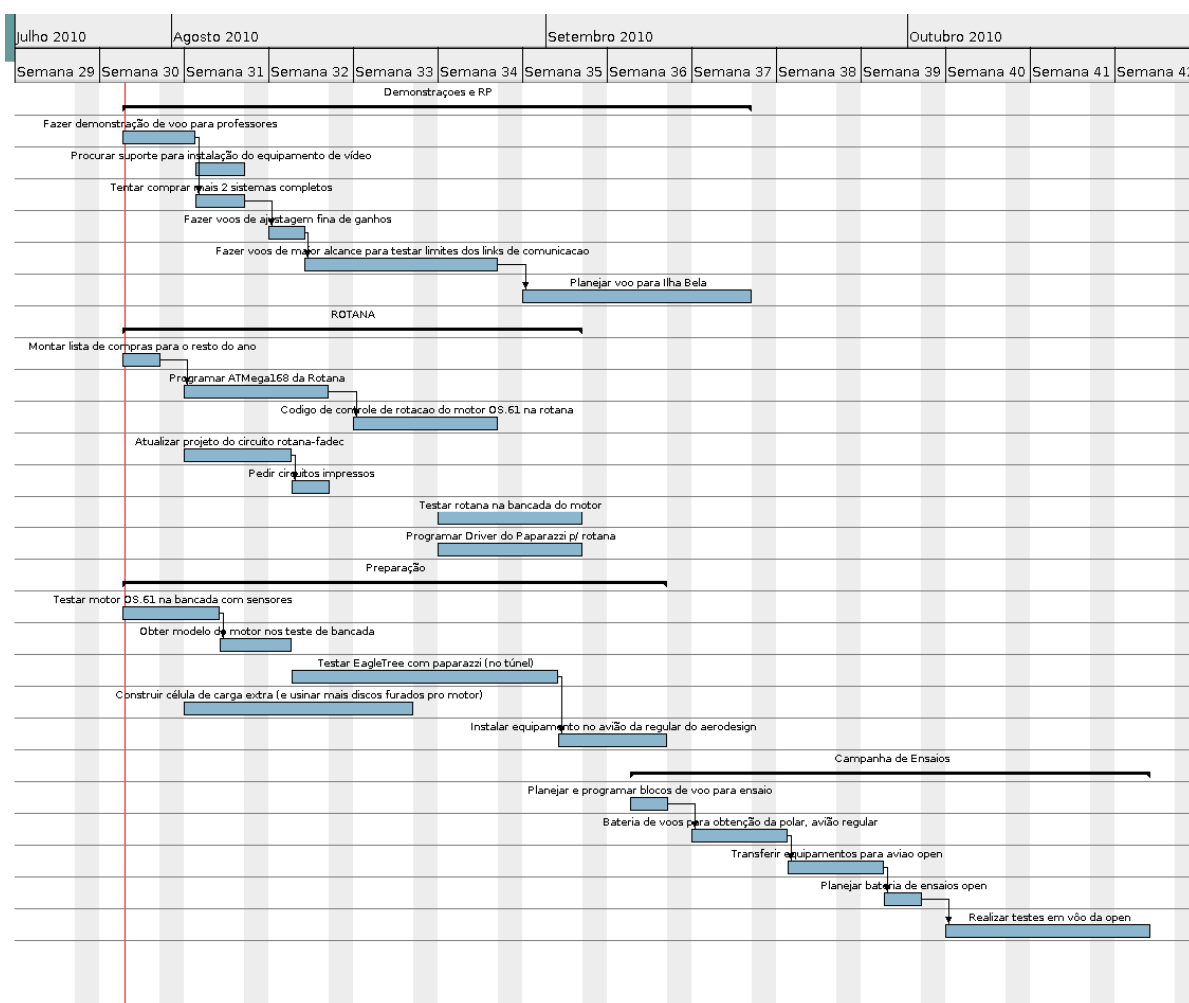 Julho 2010 Agosto 2010 Setembro 2010 Outubro 2010
Semana 29 Semana 30 Semana 31 Semana 32 Semana 33 Semana 34 Semana 35 Semana 36 Semana 37 Semana 38 Semana 39 Semana 40 Semana 41 Semana 42
Demonstraçoes e RP
Fazer demonstração de voo para professores
Procurar suporte para instalação do equipamento de vídeo
Tentar comprar mais 2 sistemas completos
Fazer voos de ajustagem fina de ganhos
Fazer voos de maior alcance para testar limites dos links de comunicacao
Planejar voo para Ilha Bela
ROTANA
Montar lista de compras para o resto do ano
Programar ATMega168 da Rotana
Codigo de controle de rotacao do motor OS.61 na rotana
Atualizar projeto do circuito rotana-fadec
Pedir circuitos impressos
Testar rotana na bancada do motor
Programar Driver do Paparazzi p/ rotana
Preparação
Testar motor OS.61 na bancada com sensores
Obter modelo do motor nos teste de bancada
Testar EagleTree com paparazzi (no túnel)
Construir célula de carga extra (e usinar mais discos furados pro motor)
Instalar equipamento no avião da regular do aerodesign
Campanha de Ensaios
Planejar e programar blocos de voo para ensaio
Bateria de voos para obtenção da polar, avião regular
Transferir equipamentos para aviao open
Planejar bateria de ensaios open
Realizar testes em vôo da open